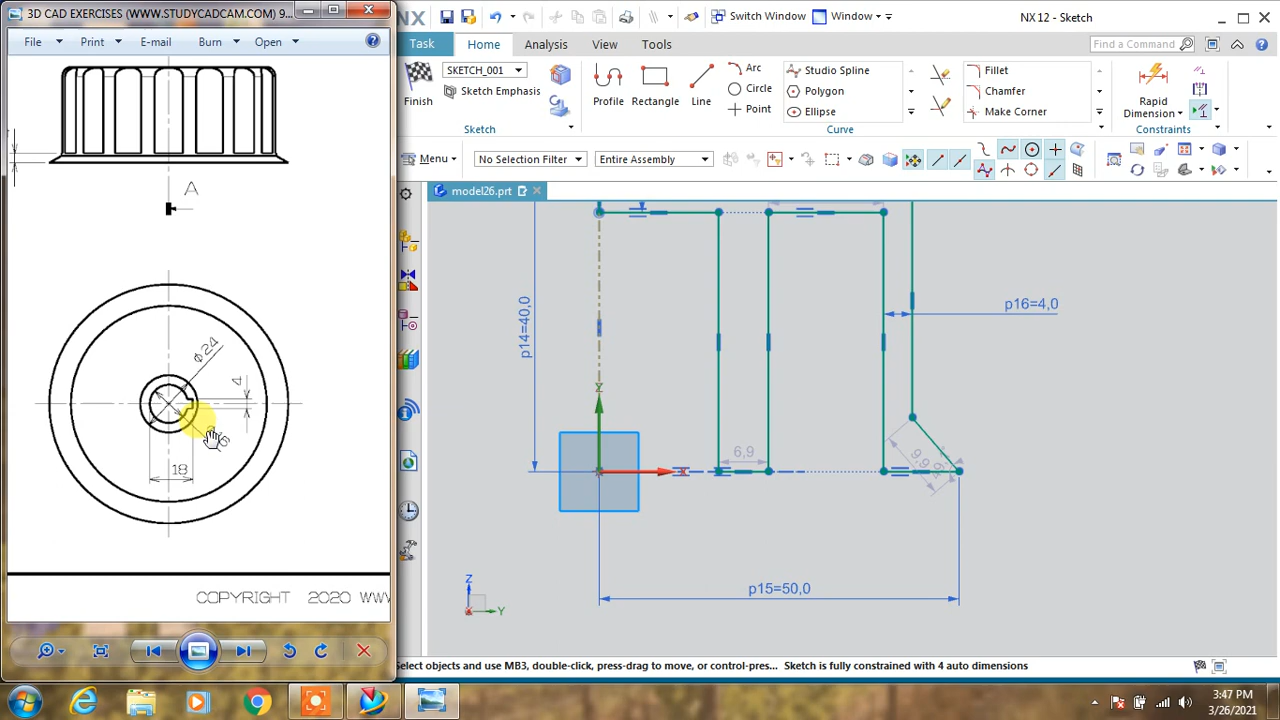 3D CAD EXERCISES (WWW.STUDYCADCAM.COM) 9...
File Print E-mail Burn Open
A
Φ24
4
18
COPYRIGHT 2020 WWW
NX
Switch Window
Window
NX 12 - Sketch
Task
Home
Analysis
View
Tools
Find a Command
Finish
SKETCH_001
Sketch Emphasis
Profile
Rectangle
Line
Arc
Circle
Point
Studio Spline
Polygon
Ellipse
Fillet
Chamfer
Make Corner
Rapid
Dimension
Sketch
Curve
Constraints
Menu
No Selection Filter
Entire Assembly
model26.prt
p14=40,0
p16=4,0
6,9
p15=50,0
Z
Y
X
Select objects and use MB3, double-click, press-drag to move, or control-pres...
Sketch is fully constrained with 4 auto dimensions
3:47 PM
3/26/2021